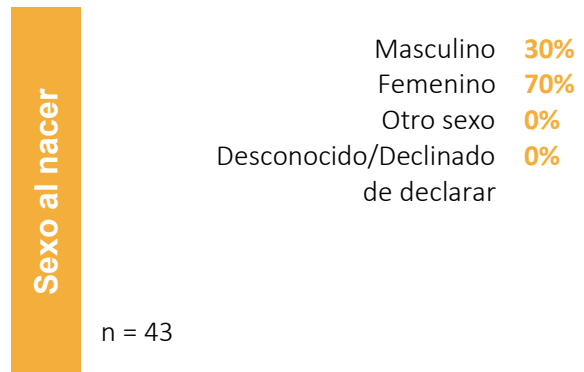 Sexo al nacer
Masculino 30%
Femenino 70%
Otro sexo 0%
Desconocido/Declinado 0%
de declarar
n = 43